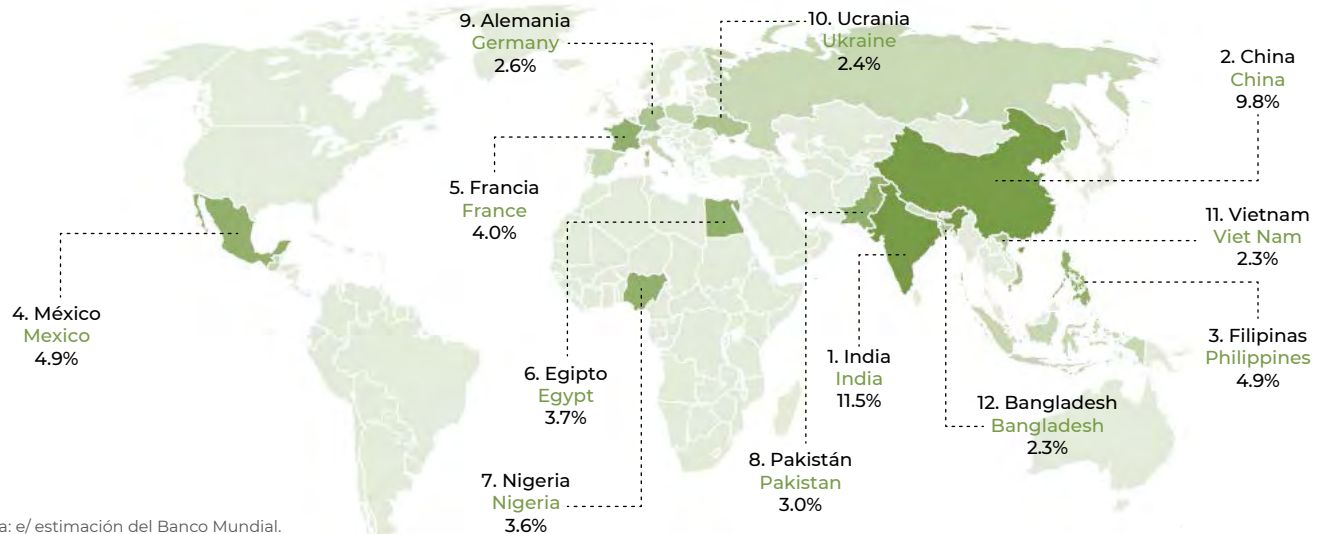 9. Alemania
Germany
2.6%
10. Ucrania
Ukraine
2.4%
2. China
China
9.8%
5. Francia
France
4.0%
11. Vietnam
Viet Nam
2.3%
4. México
Mexico
4.9%
6. Egipto
Egypt
3.7%
1. India
India
11.5%
3. Filipinas
Philippines
4.9%
12. Bangladesh
Bangladesh
2.3%
8. Pakistán
Pakistan
3.0%
7. Nigeria
Nigeria
3.6%
a: e/ estimación del Banco Mundial.